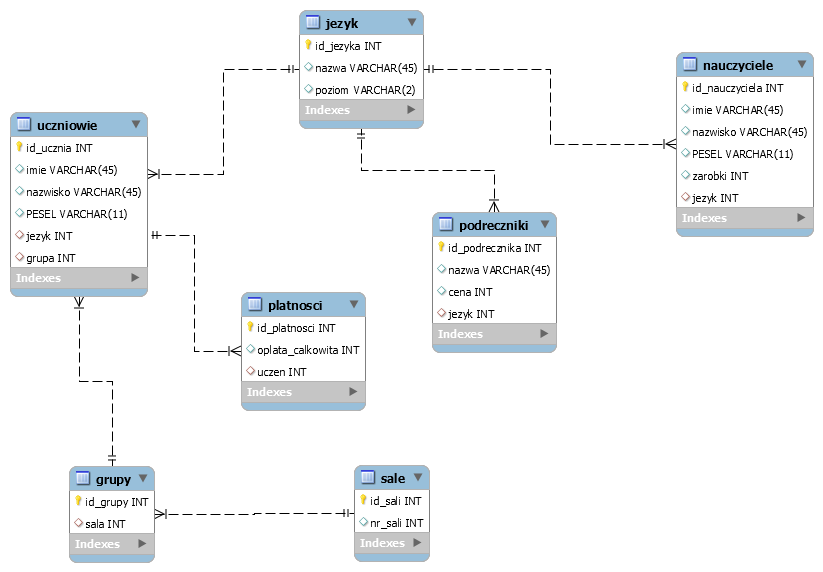 jezyk
id_jezyka INT
nazwa VARCHAR(45)
poziom VARCHAR(2)
Indexes
nauczyciele
id_nauczyciela INT
imie VARCHAR(45)
nazwisko VARCHAR(45)
PESEL VARCHAR(11)
zarobki INT
jezyk INT
Indexes
uczniowie
id_ucznia INT
imie VARCHAR(45)
nazwisko VARCHAR(45)
PESEL VARCHAR(11)
jezyk INT
grupa INT
Indexes
podreczniki
id_podrecznika INT
nazwa VARCHAR(45)
cena INT
jezyk INT
Indexes
platnosci
id_platnosci INT
oplata_calkowita INT
uczen INT
Indexes
grupy
id_grupy INT
sala INT
Indexes
sale
id_sali INT
nr_sali INT
Indexes